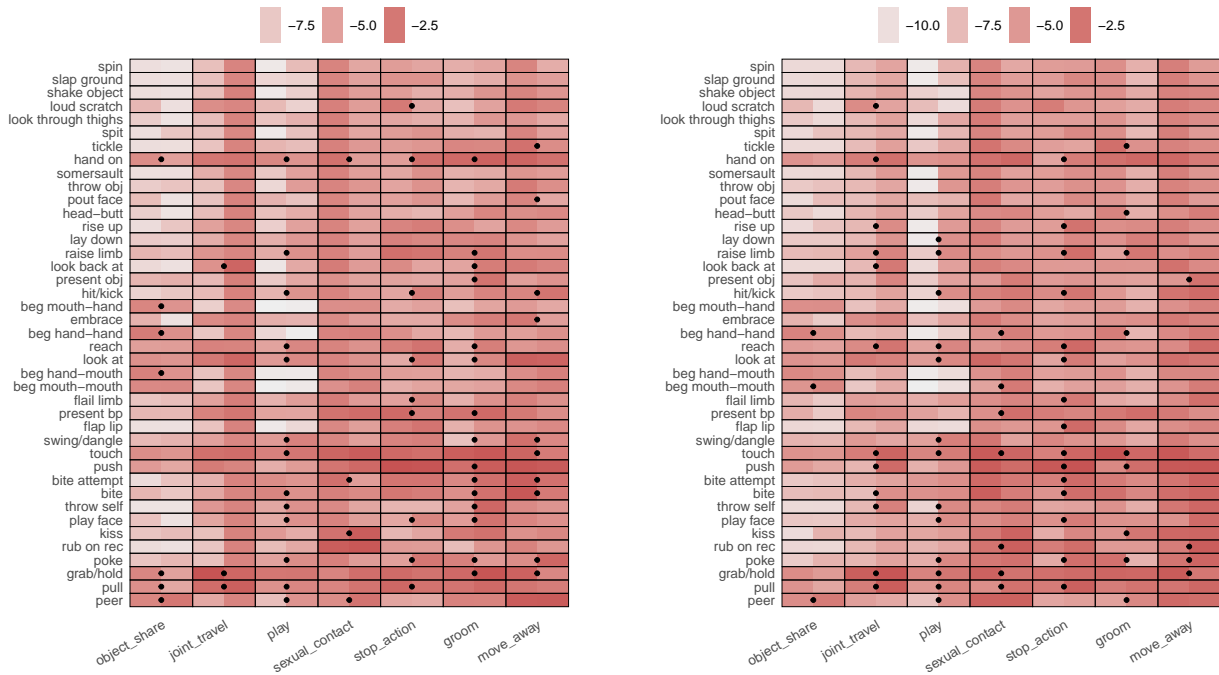 −7.5 −5.0 −2.5
spin
slap ground
shake object
loud scratch
look through thighs
spit
tickle
hand on
somersault
throw obj
pout face
head−butt
rise up
lay down
raise limb
look back at
present obj
hit/kick
beg mouth−hand
embrace
beg hand−hand
reach
look at
beg hand−mouth
beg mouth−mouth
flail limb
present bp
flap lip
swing/dangle
touch
push
bite attempt
bite
throw self
play face
kiss
rub on rec
poke
grab/hold
pull
peer
object_share
joint_travel
play
sexual_contact
stop_action
groom
move_away
−10.0 −7.5 −5.0 −2.5
spin
slap ground
shake object
loud scratch
look through thighs
spit
tickle
hand on
somersault
throw obj
pout face
head−butt
rise up
lay down
raise limb
look back at
present obj
hit/kick
beg mouth−hand
embrace
beg hand−hand
reach
look at
beg hand−mouth
beg mouth−mouth
flail limb
present bp
flap lip
swing/dangle
touch
push
bite attempt
bite
throw self
play face
kiss
rub on rec
poke
grab/hold
pull
peer
object_share
joint_travel
play
sexual_contact
stop_action
groom
move_away